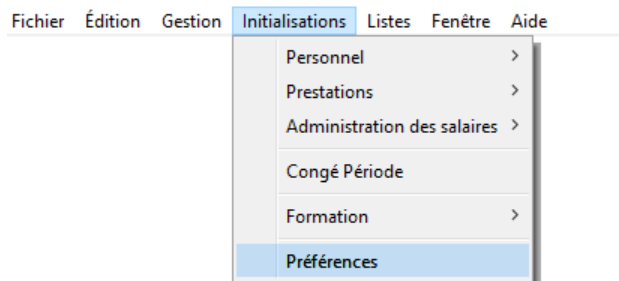 Fichier Édition Gestion Initialisations Listes Fenêtre Aide
Personnel
Prestations
Administration des salaires
Congé Période
Formation
Préférences